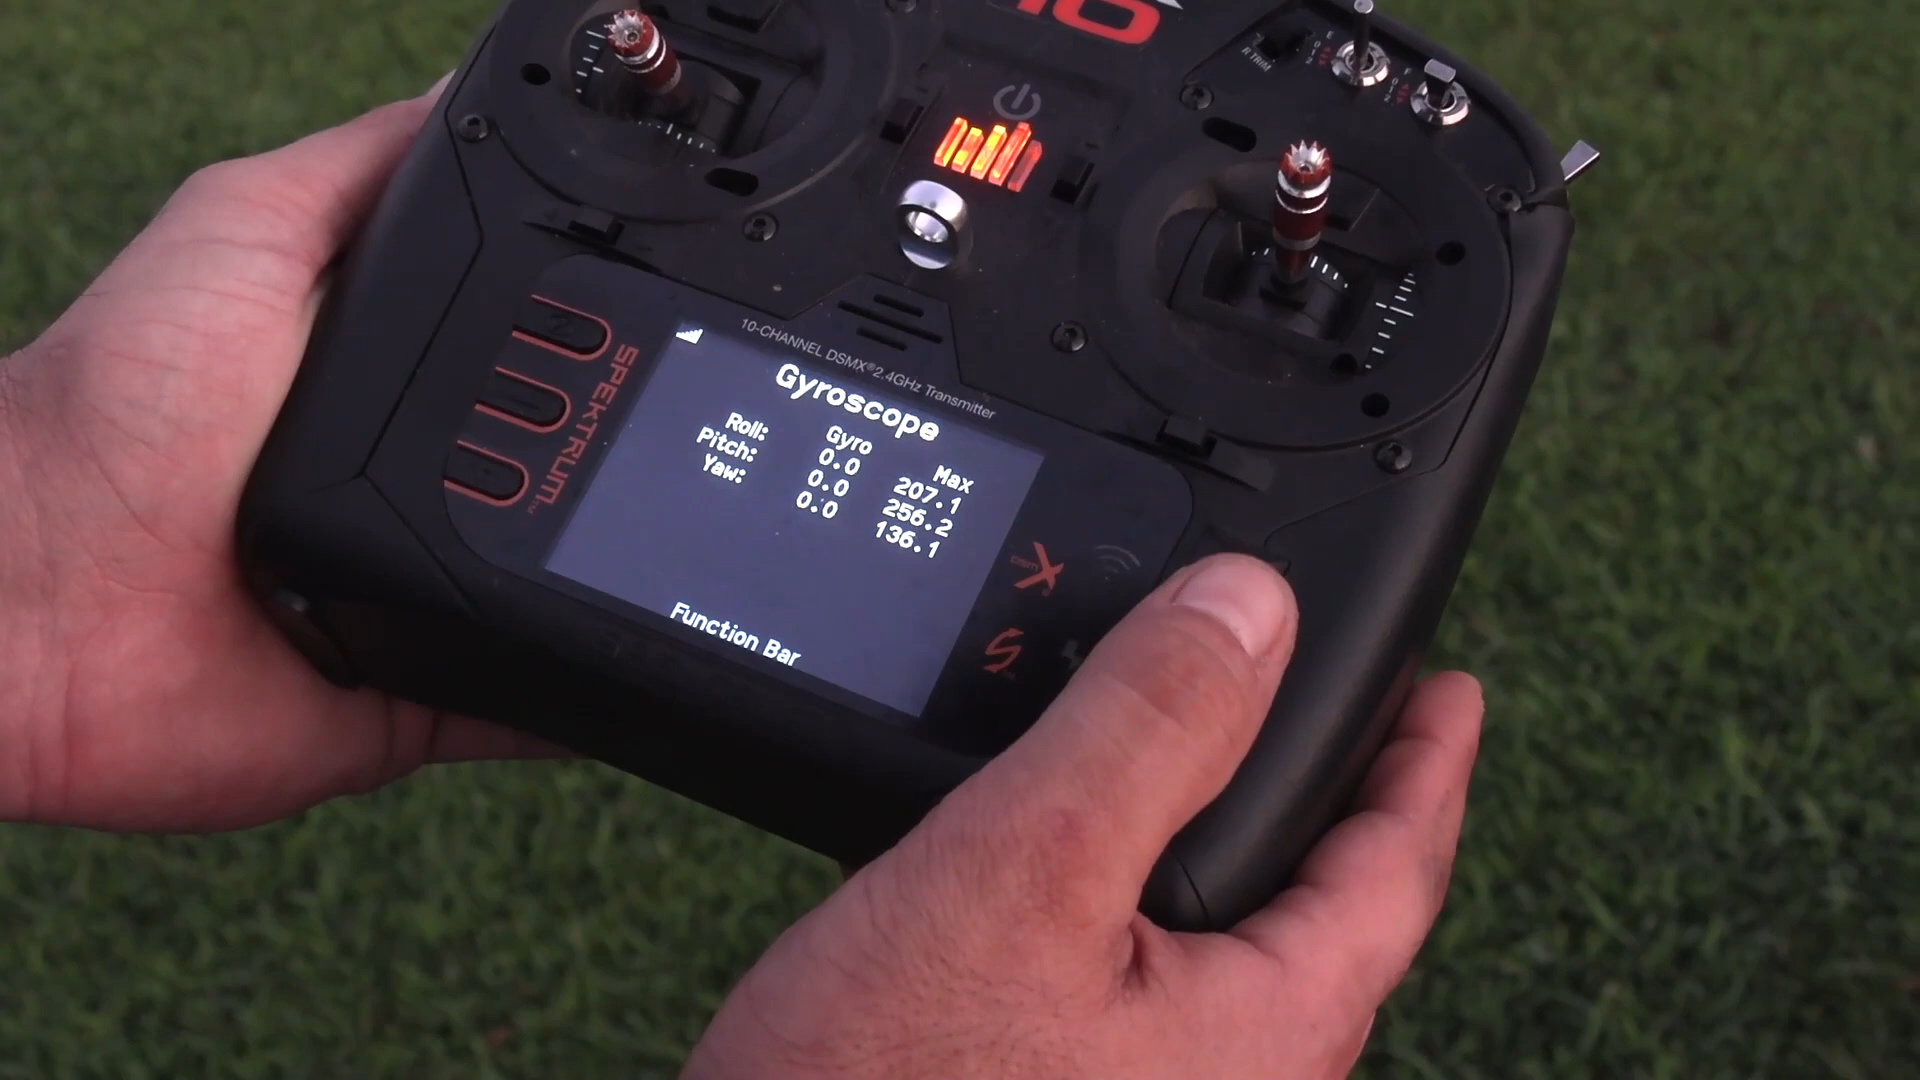 10
R TRIM
10-CHANNEL DSMX® 2.4GHz Transmitter
SPEKTRUM
Gyroscope
Gyro Max
Roll: 0.0 207.1
Pitch: 0.0 256.2
Yaw: 0.0 136.1
Function Bar